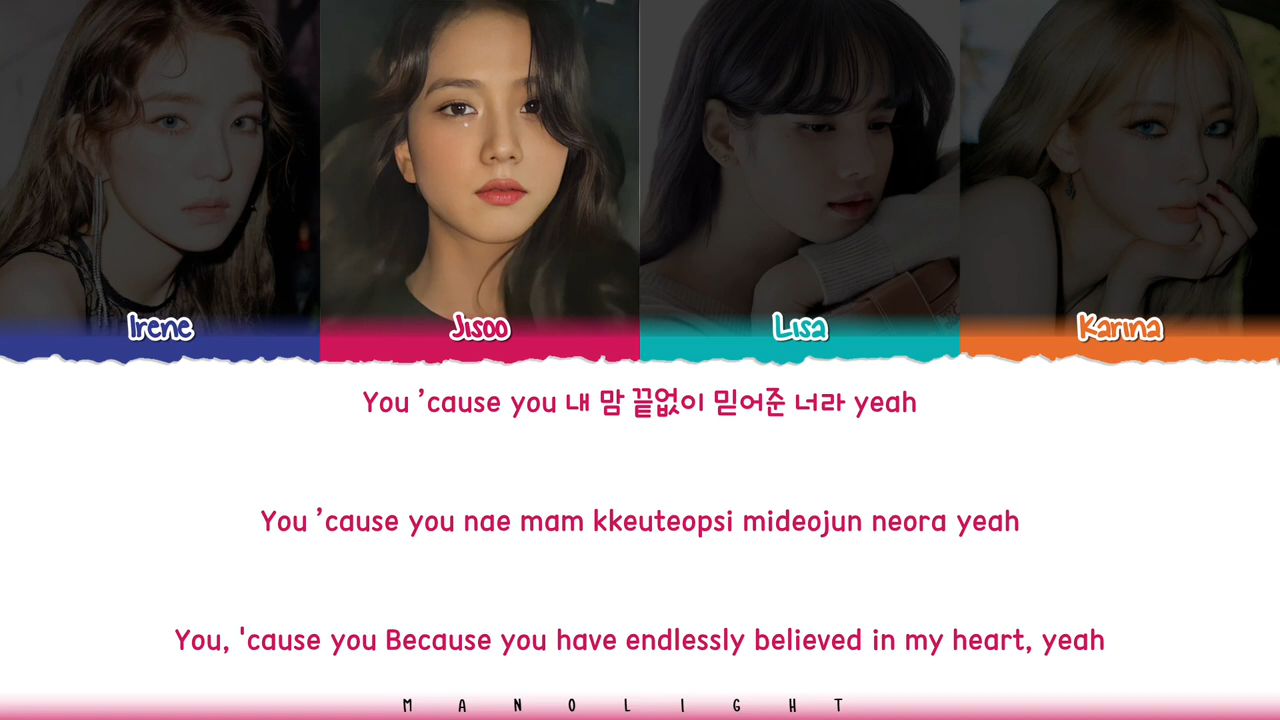 Irene
Jisoo
Lisa
Karina
You ’cause you 내 맘 끝없이 믿어준 너라 yeah
You ’cause you nae mam kkeuteopsi mideojun neora yeah
You, 'cause you Because you have endlessly believed in my heart, yeah
M A N O L I G H T